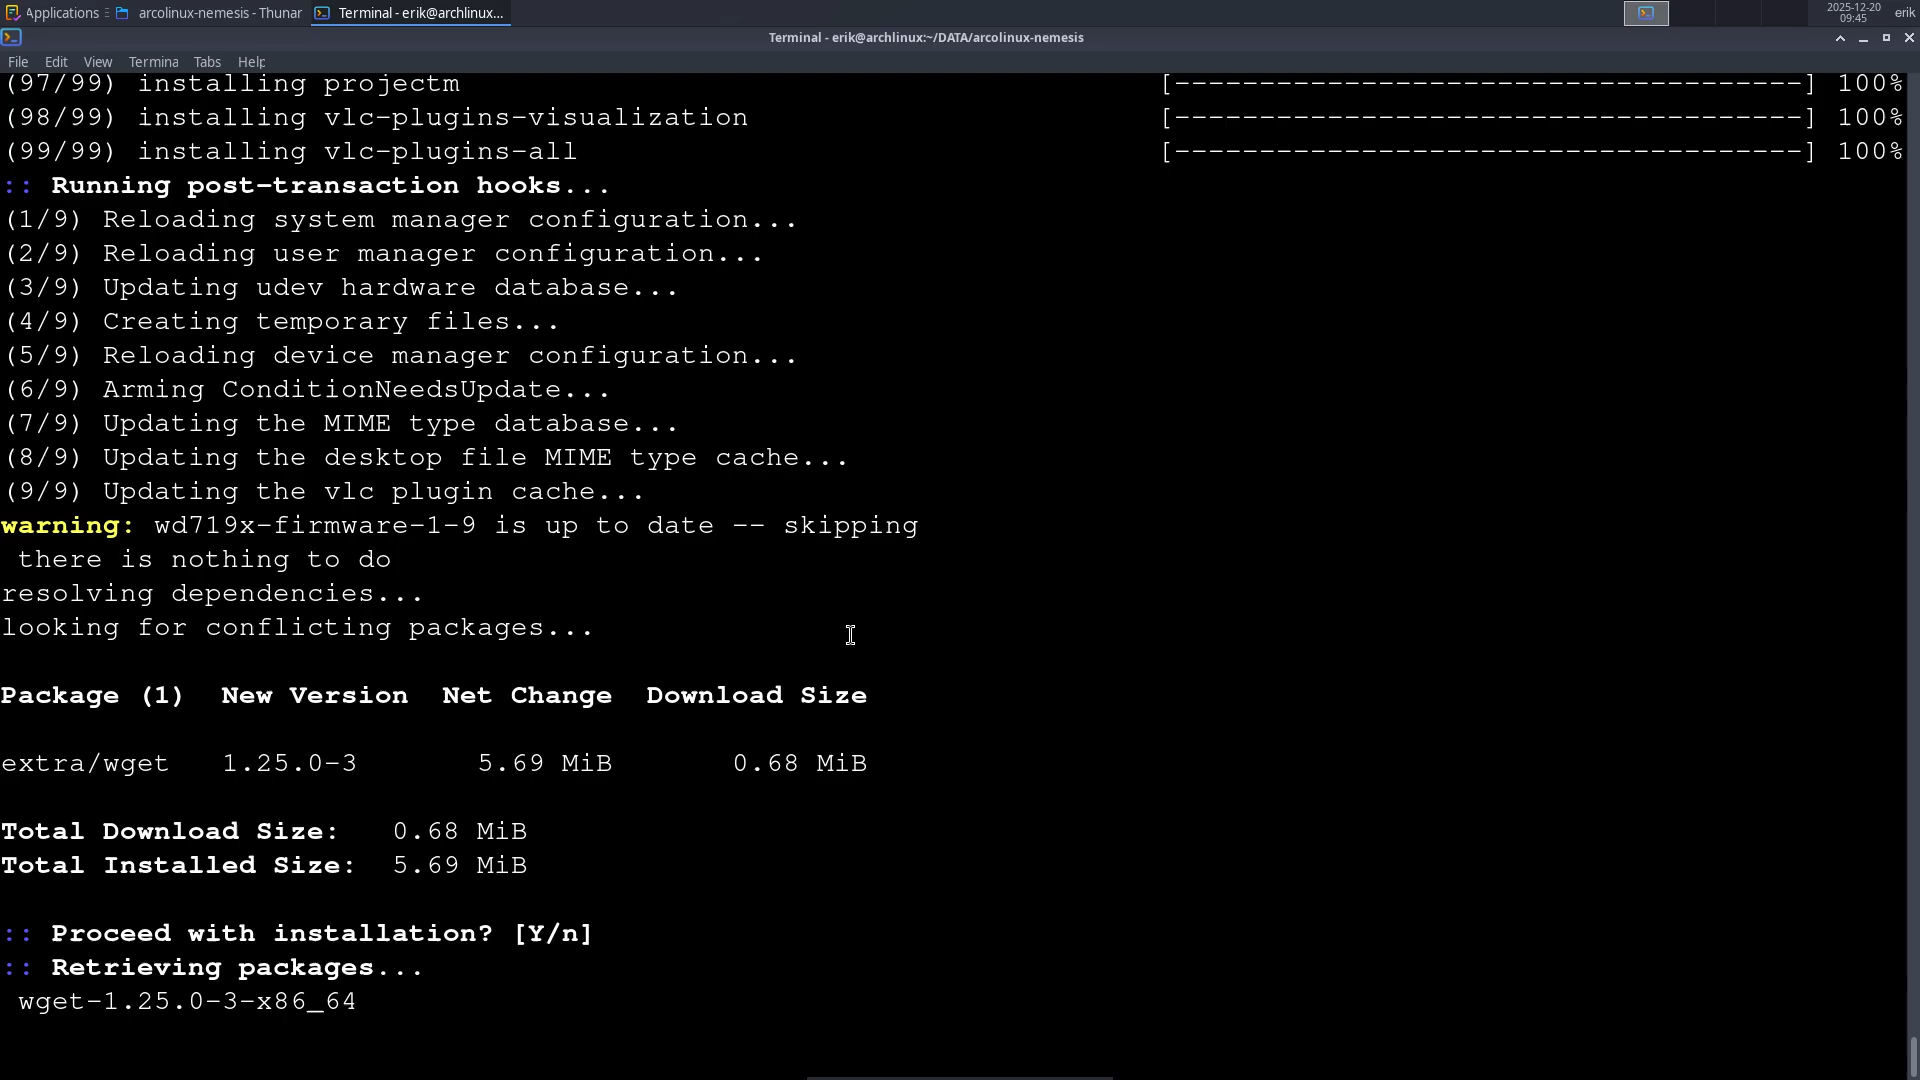 Applications
arcolinux-nemesis - Thunar
Terminal - erik@archlinux...
2025-12-20
09:45
erik
Terminal - erik@archlinux:~/DATA/arcolinux-nemesis
File Edit View Termina Tabs Help
(97/99) installing projectm [------------------------------------] 100%
(98/99) installing vlc-plugins-visualization [------------------------------------] 100%
(99/99) installing vlc-plugins-all [------------------------------------] 100%
:: Running post-transaction hooks...
(1/9) Reloading system manager configuration...
(2/9) Reloading user manager configuration...
(3/9) Updating udev hardware database...
(4/9) Creating temporary files...
(5/9) Reloading device manager configuration...
(6/9) Arming ConditionNeedsUpdate...
(7/9) Updating the MIME type database...
(8/9) Updating the desktop file MIME type cache...
(9/9) Updating the vlc plugin cache...
warning: wd719x-firmware-1-9 is up to date -- skipping
there is nothing to do
resolving dependencies...
looking for conflicting packages...
Package (1) New Version Net Change Download Size
extra/wget 1.25.0-3 5.69 MiB 0.68 MiB
Total Download Size: 0.68 MiB
Total Installed Size: 5.69 MiB
:: Proceed with installation? [Y/n]
:: Retrieving packages...
wget-1.25.0-3-x86_64